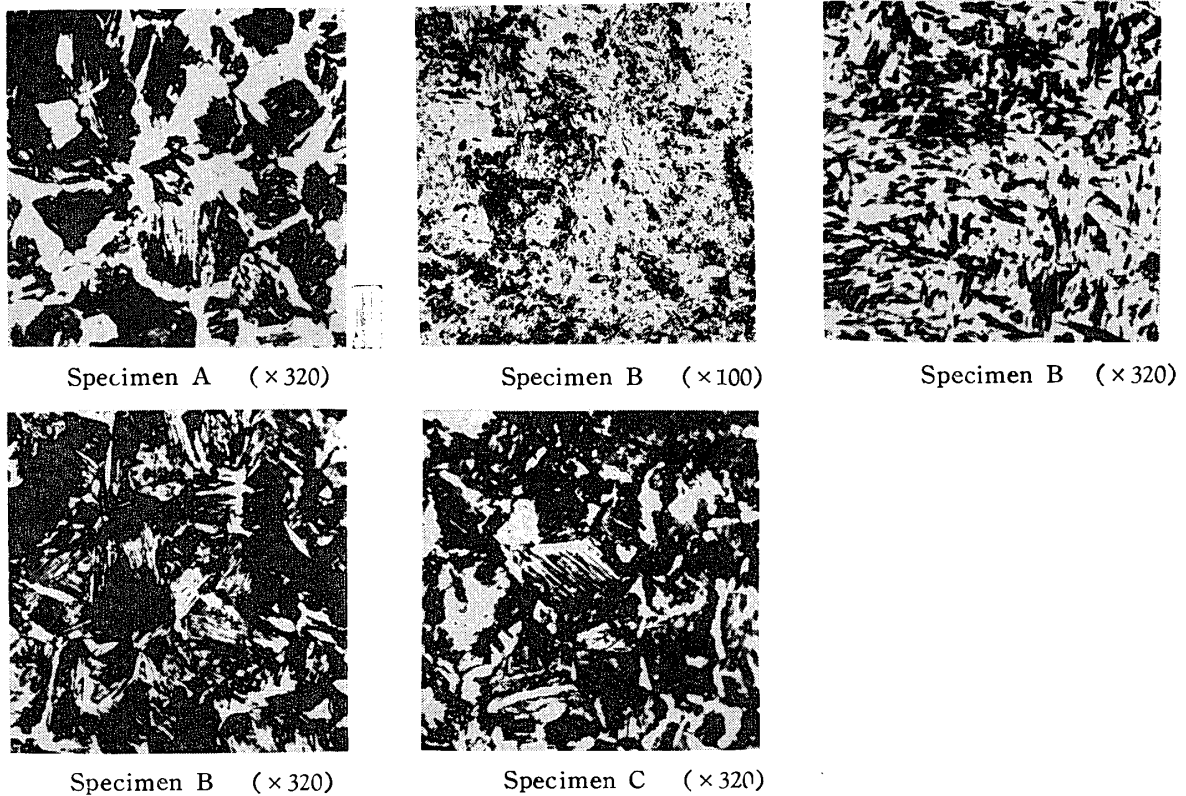 Specimen A (×320)
Specimen B (×100)
Specimen B (×320)
Specimen B (×320)
Specimen C (×320)